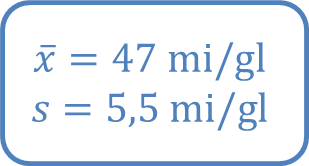 x̄ = 47 mi/gl
s = 5,5 mi/gl